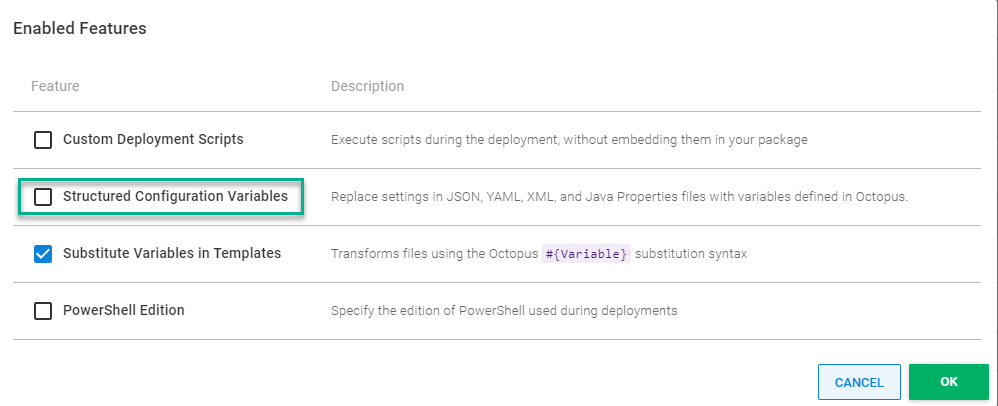 Enabled Features
Feature Description
Custom Deployment Scripts Execute scripts during the deployment, without embedding them in your package
Structured Configuration Variables Replace settings in JSON, YAML, XML, and Java Properties files with variables defined in Octopus.
Substitute Variables in Templates Transforms files using the Octopus #{Variable} substitution syntax
PowerShell Edition Specify the edition of PowerShell used during deployments
CANCEL OK